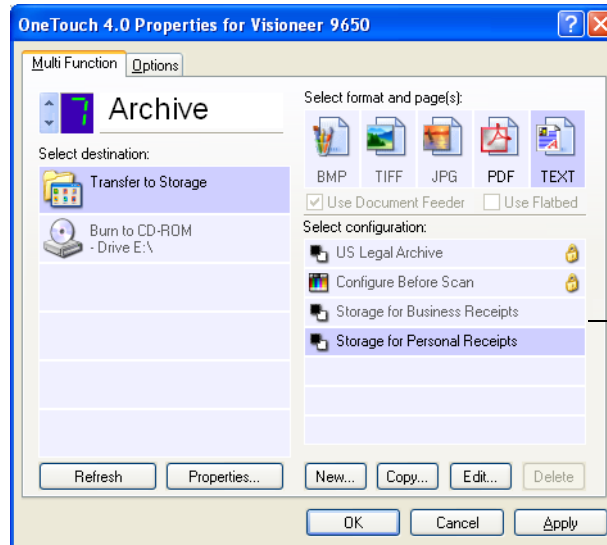 OneTouch 4.0 Properties for Visioneer 9650
Multi Function Options
7 Archive
Select destination:
Transfer to Storage
Burn to CD-ROM
- Drive E:\
Refresh Properties...
Select format and page(s):
BMP TIFF JPG PDF TEXT
Use Document Feeder Use Flatbed
Select configuration:
US Legal Archive
Configure Before Scan
Storage for Business Receipts
Storage for Personal Receipts
New... Copy... Edit... Delete
OK Cancel Apply